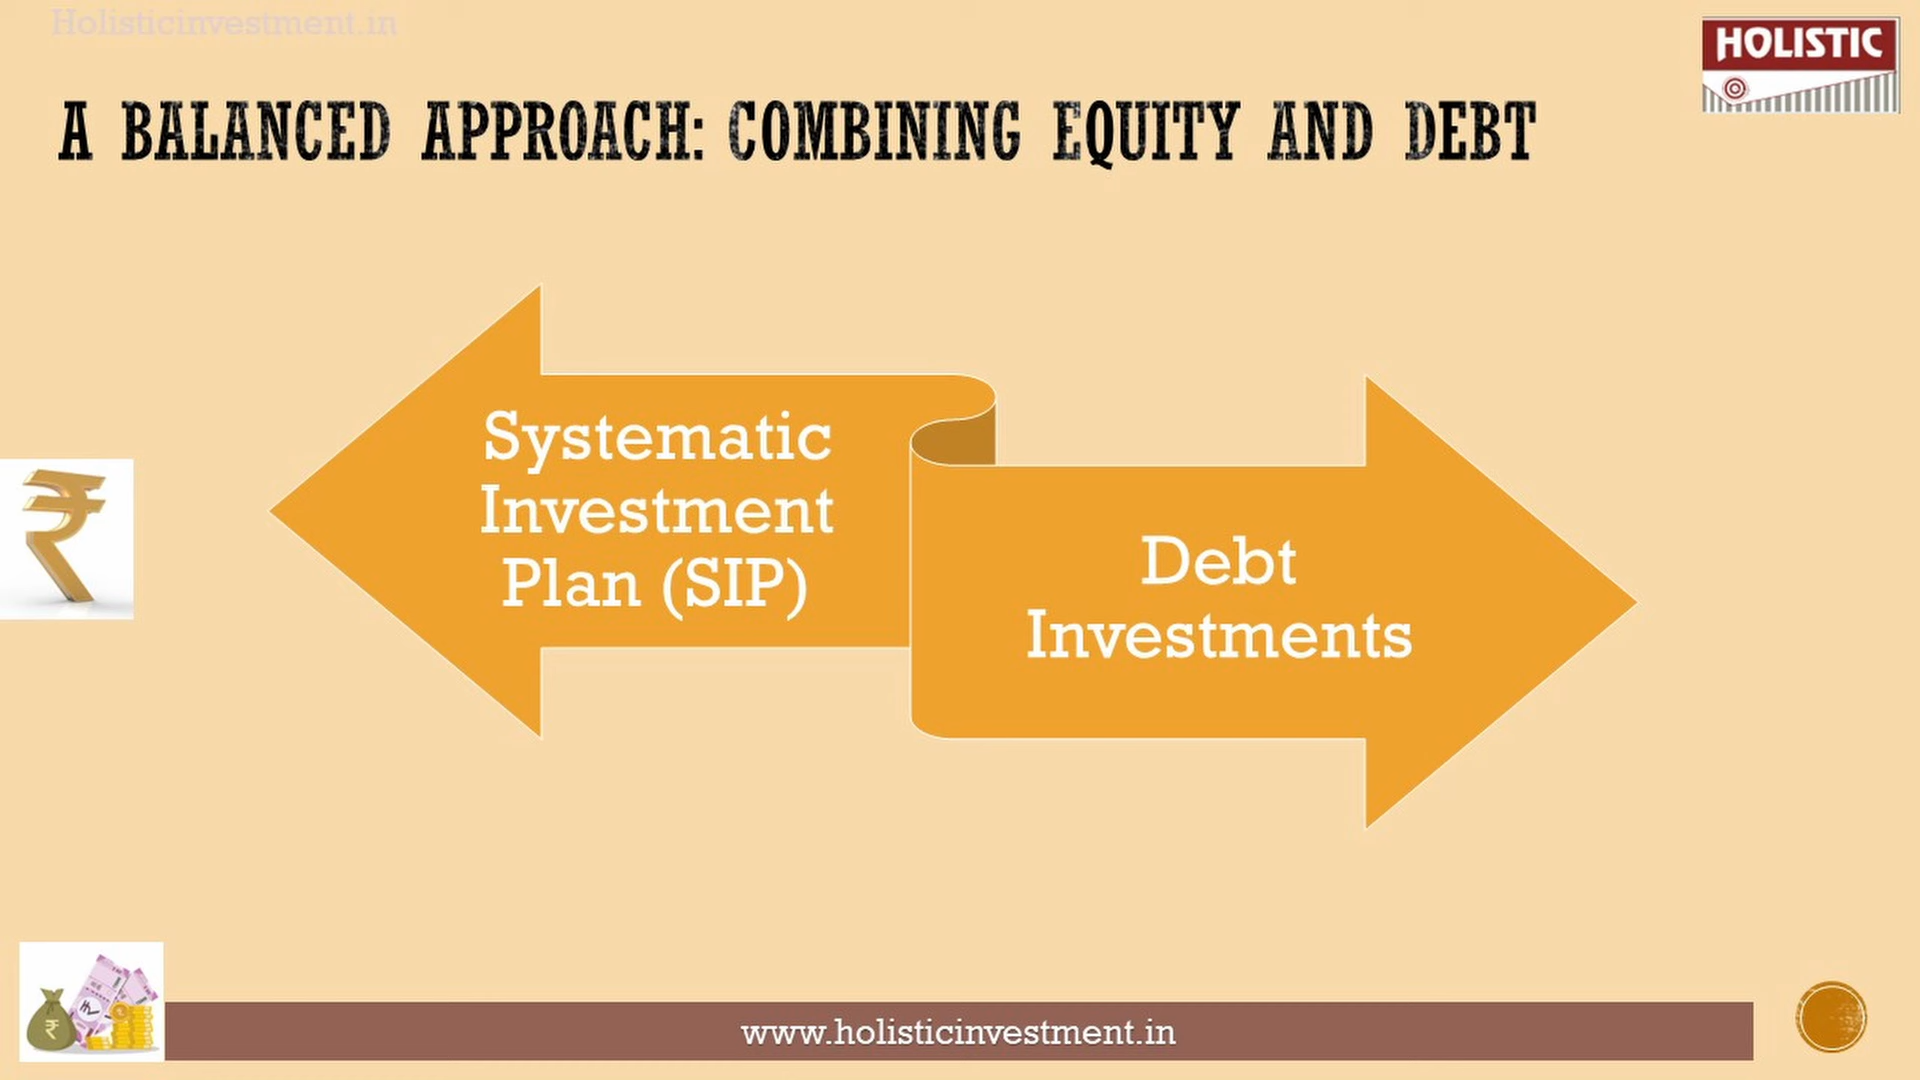 Holisticinvestment.in
HOLISTIC
A BALANCED APPROACH: COMBINING EQUITY AND DEBT
Systematic
Investment
Plan (SIP)
Debt
Investments
www.holisticinvestment.in